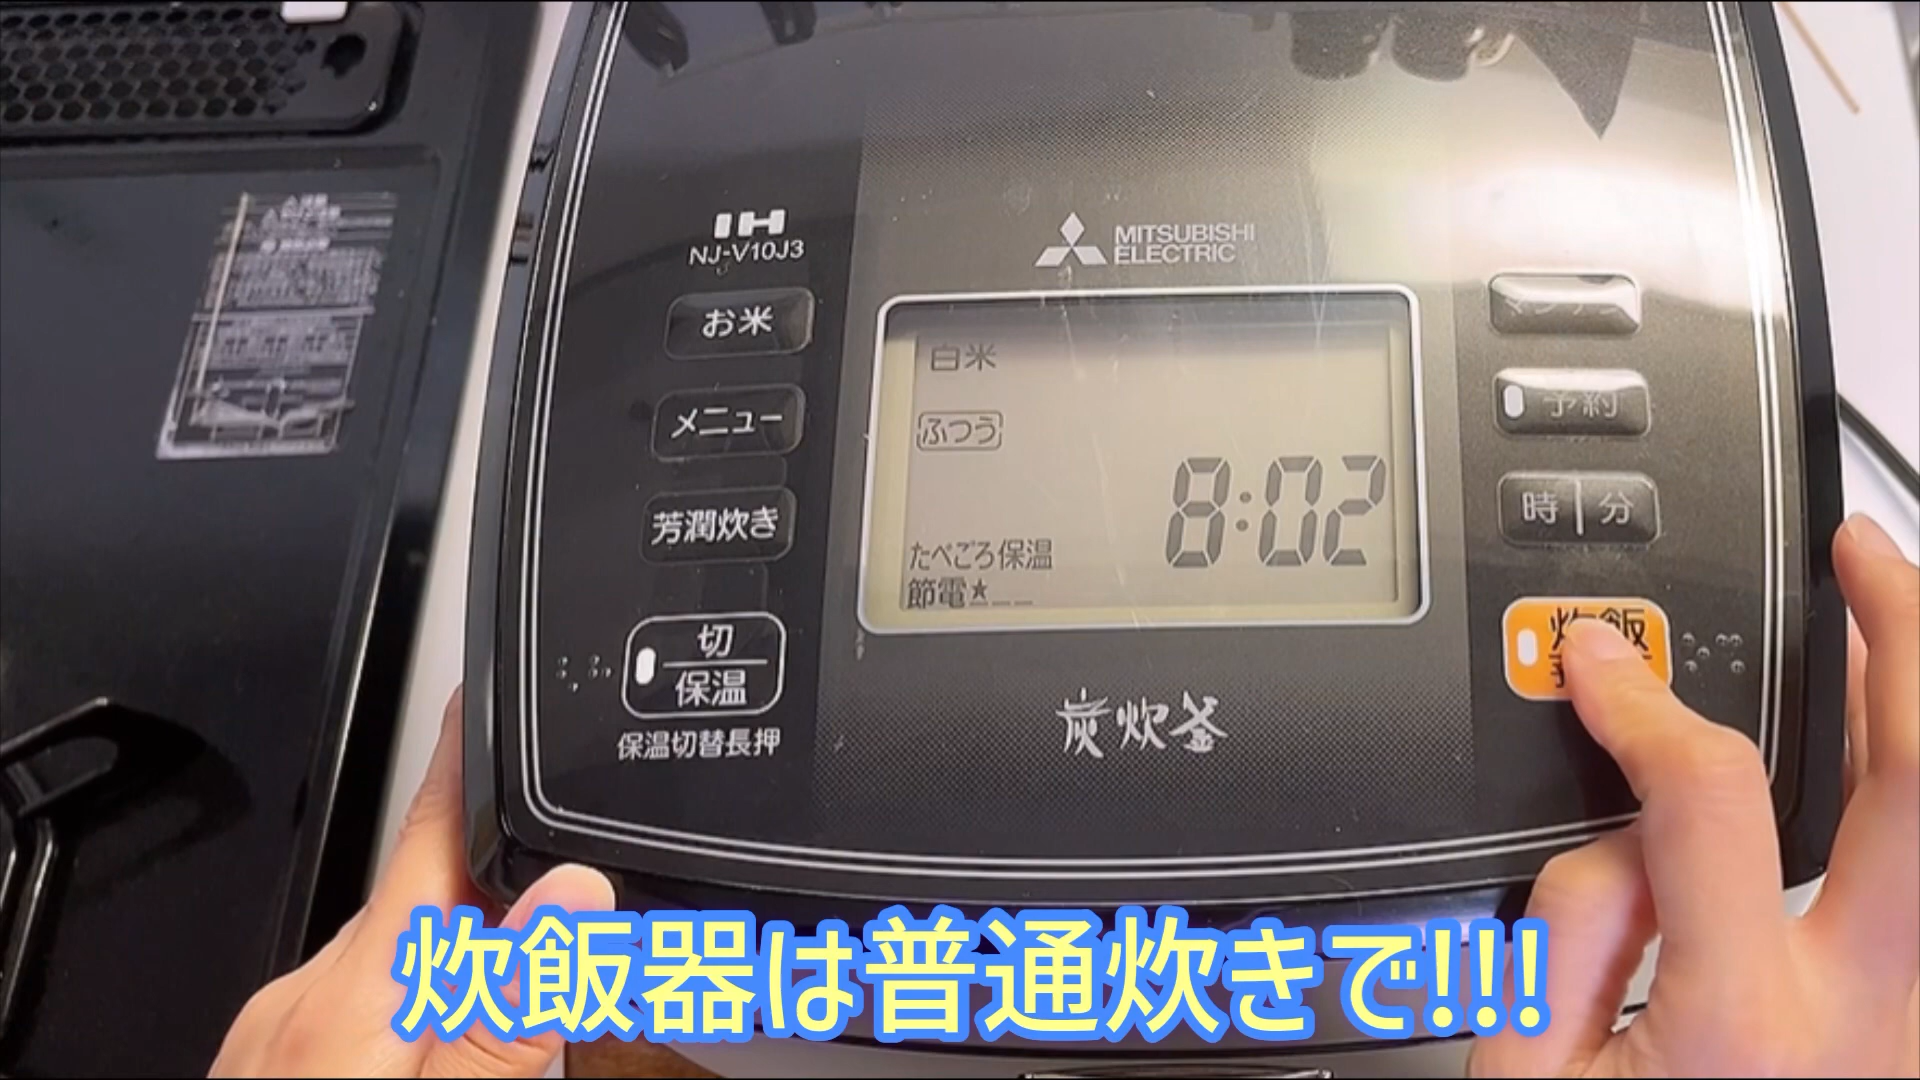 IH
NJ-V10J3
MITSUBISHI
ELECTRIC
お米
メニュー
芳潤炊き
切
保温
保温切替長押
白米
ふつう
8:02
たべごろ保温
節電★
予約
時|分
炊飯
炭炊釜
炊飯器は普通炊きで!!!